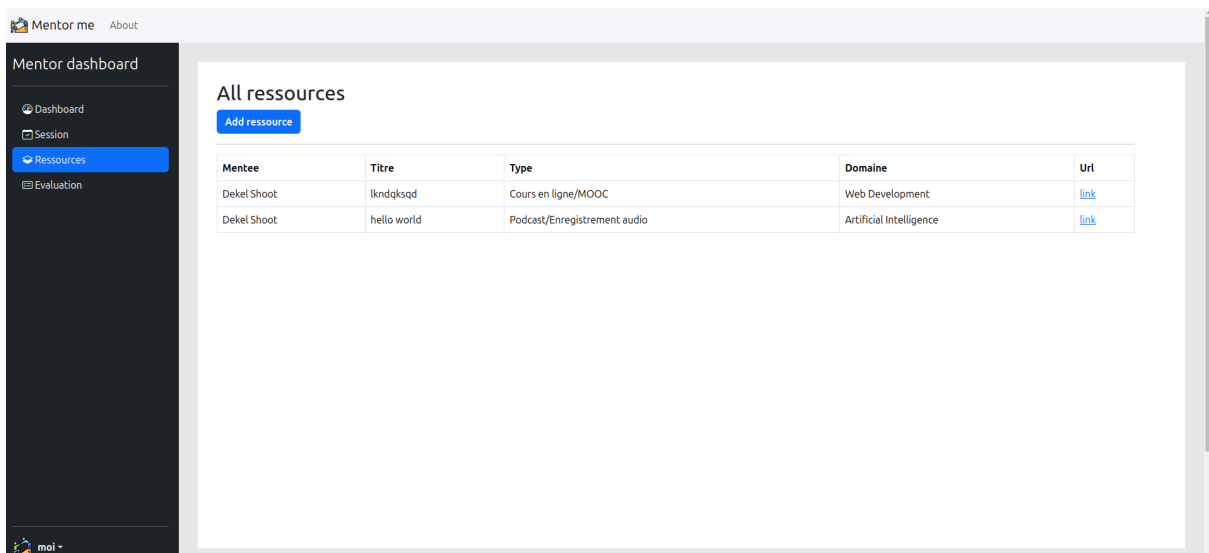 Mentor me About
Mentor dashboard
Dashboard
Session
Ressources
Evaluation
moi
All ressources
Add ressource
Mentee Titre Type Domaine Url
Dekel Shoot lkndqksqd Cours en ligne/MOOC Web Development link
Dekel Shoot hello world Podcast/Enregistrement audio Artificial Intelligence link